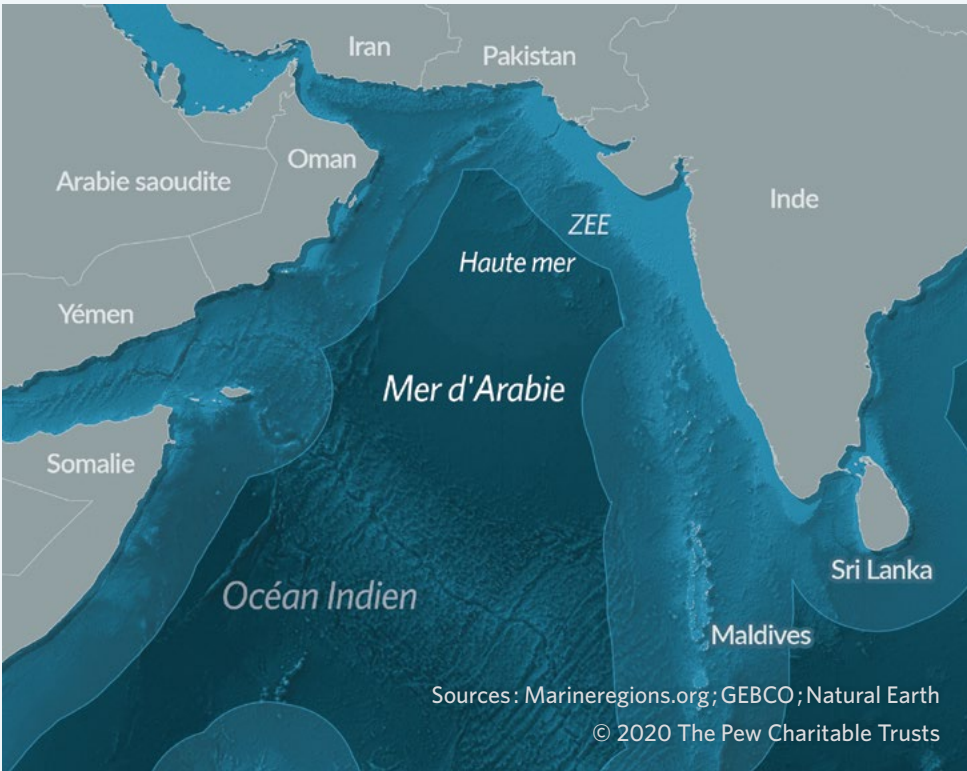 Iran
Pakistan
Oman
Arabie saoudite
Inde
ZEE
Haute mer
Yémen
Mer d'Arabie
Somalie
Sri Lanka
Océan Indien
Maldives
Sources : Marineregions.org ; GEBCO ; Natural Earth
© 2020 The Pew Charitable Trusts